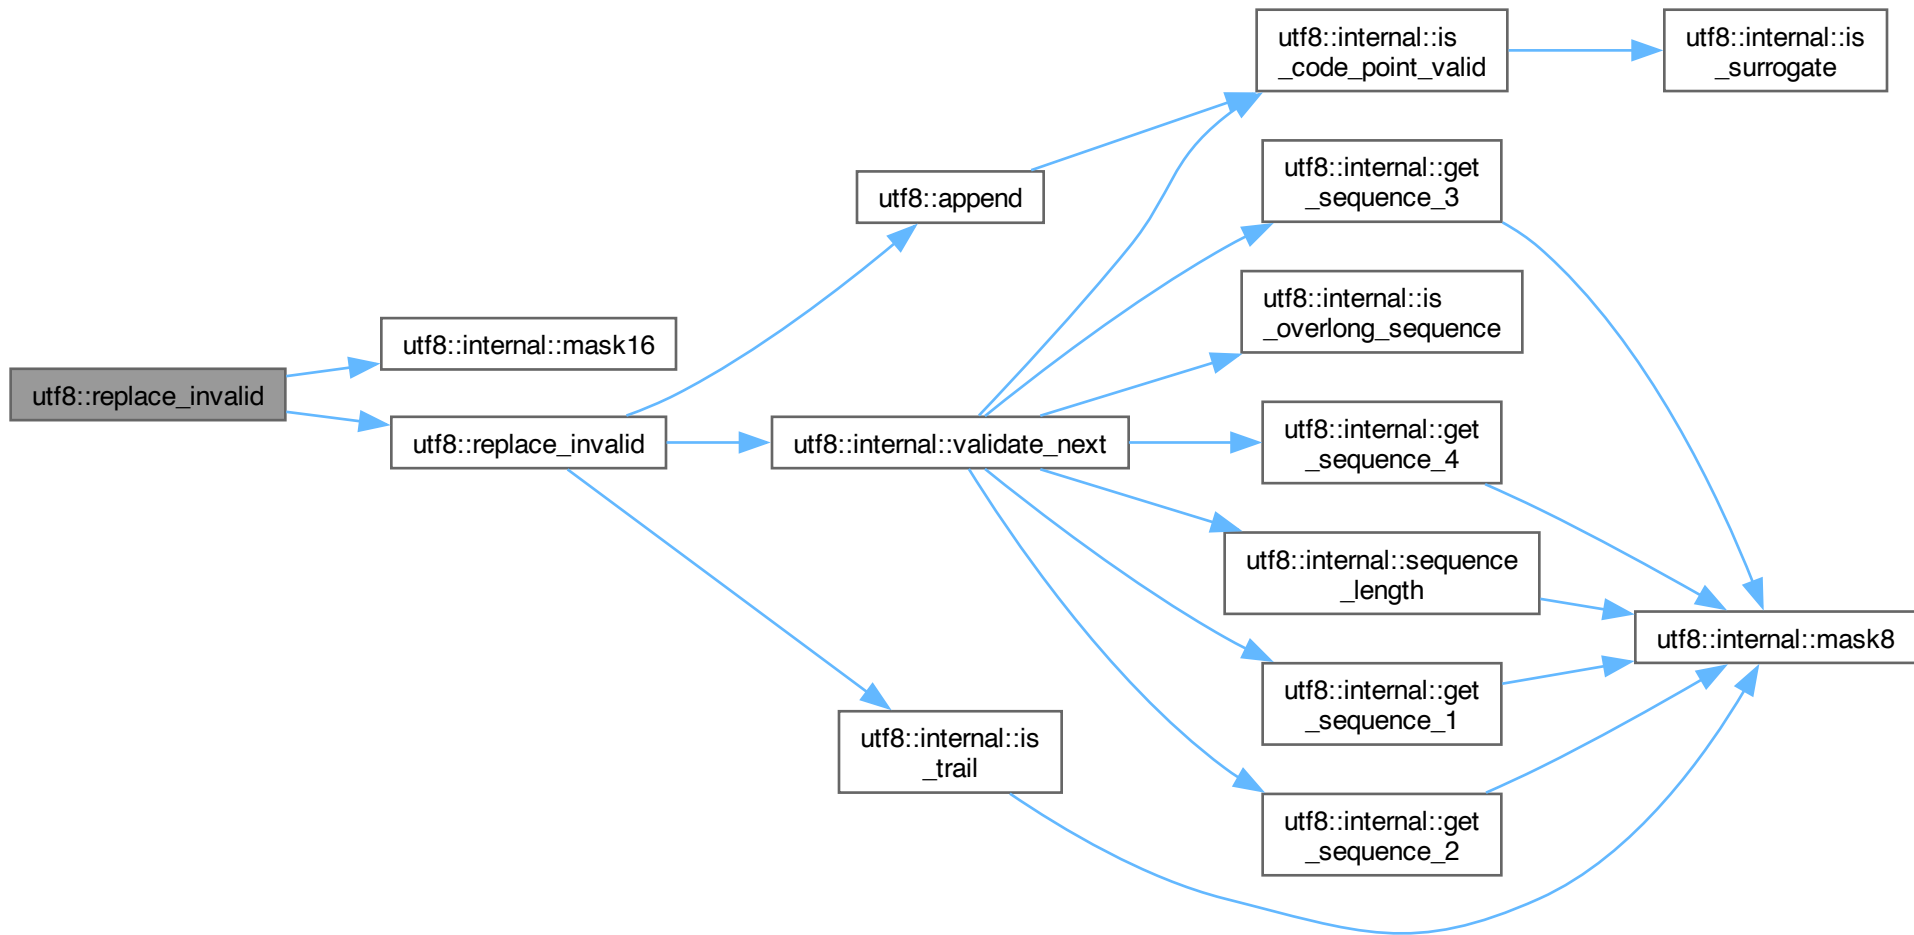 utf8::replace_invalid
utf8::internal::mask16
utf8::replace_invalid
utf8::append
utf8::internal::validate_next
utf8::internal::is
_trail
utf8::internal::is
_code_point_valid
utf8::internal::get
_sequence_3
utf8::internal::is
_overlong_sequence
utf8::internal::get
_sequence_4
utf8::internal::sequence
_length
utf8::internal::get
_sequence_1
utf8::internal::get
_sequence_2
utf8::internal::is
_surrogate
utf8::internal::mask8